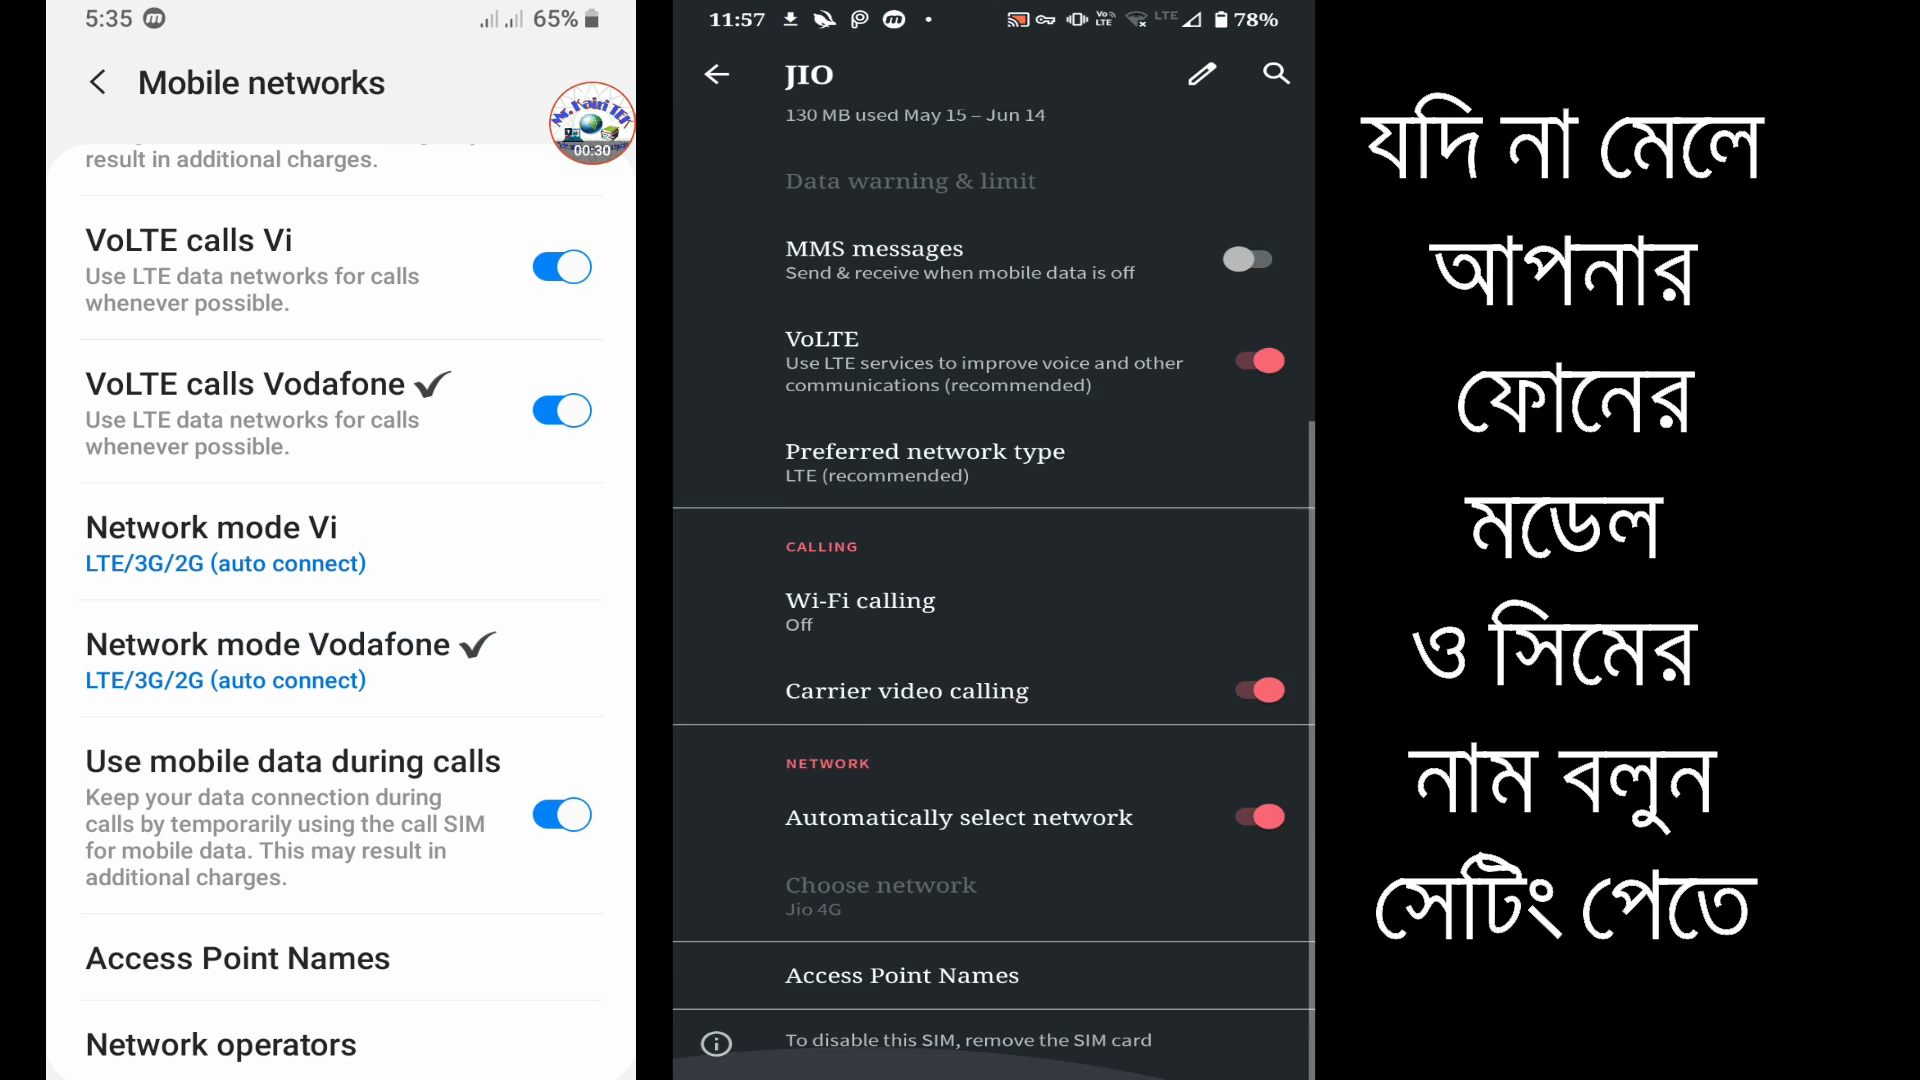 5:35
65%
Mobile networks
00:30
result in additional charges.
VoLTE calls Vi
Use LTE data networks for calls
whenever possible.
VoLTE calls Vodafone
Use LTE data networks for calls
whenever possible.
Network mode Vi
LTE/3G/2G (auto connect)
Network mode Vodafone
LTE/3G/2G (auto connect)
Use mobile data during calls
Keep your data connection during
calls by temporarily using the call SIM
for mobile data. This may result in
additional charges.
Access Point Names
Network operators
11:57
VoLTE LTE 78%
JIO
130 MB used May 15 – Jun 14
Data warning & limit
MMS messages
Send & receive when mobile data is off
VoLTE
Use LTE services to improve voice and other
communications (recommended)
Preferred network type
LTE (recommended)
CALLING
Wi-Fi calling
Off
Carrier video calling
NETWORK
Automatically select network
Choose network
Jio 4G
Access Point Names
To disable this SIM, remove the SIM card
যদি না মেলে
আপনার
ফোনের
মডেল
ও সিমের
নাম বলুন
সেটিং পেতে